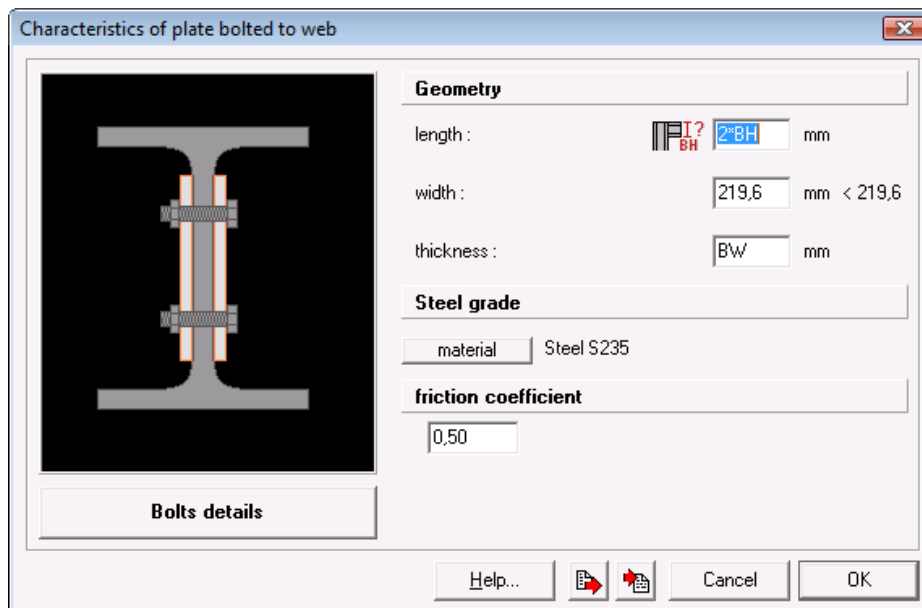 Characteristics of plate bolted to web
Geometry
length : I? BH 2*BH mm
width : 219,6 mm < 219,6
thickness : BW mm
Steel grade
material Steel S235
friction coefficient
0,50
Bolts details
Help... Cancel OK